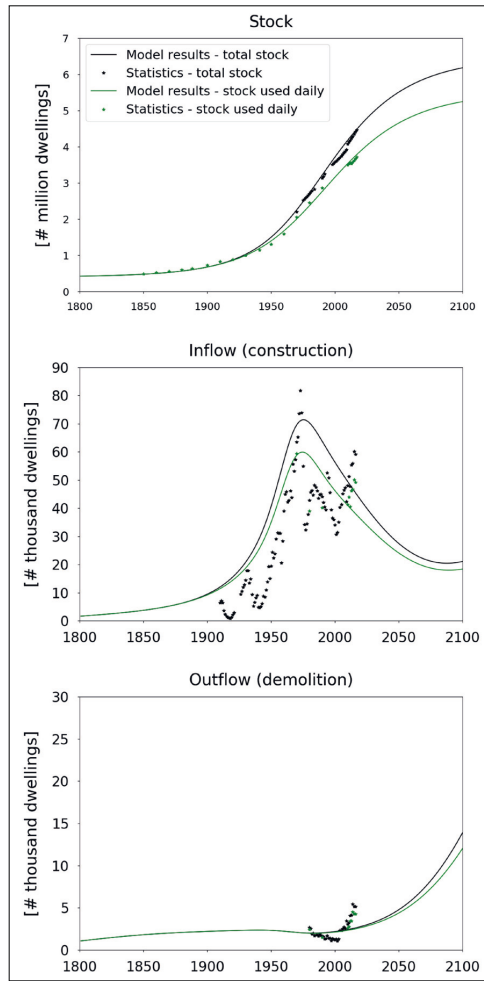 Stock
[# million dwellings]
7
6
5
4
3
2
1
0
Model results - total stock
Statistics - total stock
Model results - stock used daily
Statistics - stock used daily
1800 1850 1900 1950 2000 2050 2100
Inflow (construction)
[# thousand dwellings]
90
80
70
60
50
40
30
20
10
0
1800 1850 1900 1950 2000 2050 2100
Outflow (demolition)
[# thousand dwellings]
30
25
20
15
10
5
0
1800 1850 1900 1950 2000 2050 2100